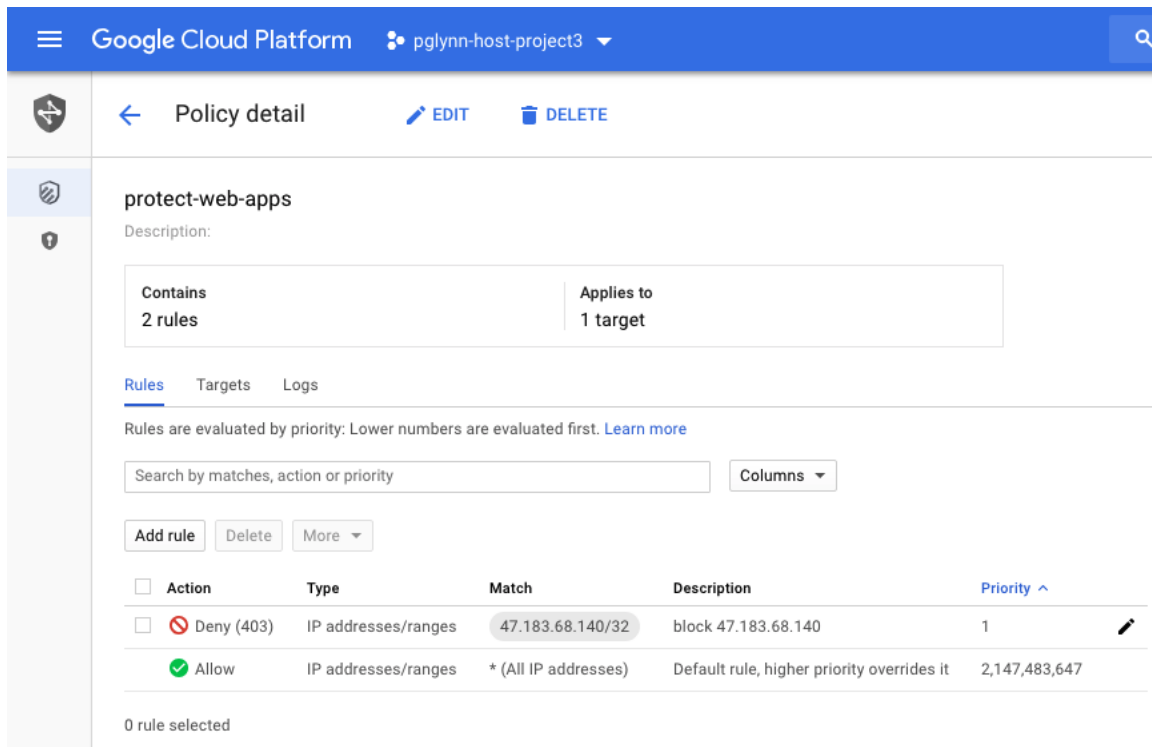 Google Cloud Platform pglynn-host-project3
Policy detail EDIT DELETE
protect-web-apps
Description:
Contains Applies to
2 rules 1 target
Rules Targets Logs
Rules are evaluated by priority: Lower numbers are evaluated first. Learn more
Search by matches, action or priority Columns
Add rule Delete More
Action Type Match Description Priority
Deny (403) IP addresses/ranges 47.183.68.140/32 block 47.183.68.140 1
Allow IP addresses/ranges * (All IP addresses) Default rule, higher priority overrides it 2,147,483,647
0 rule selected